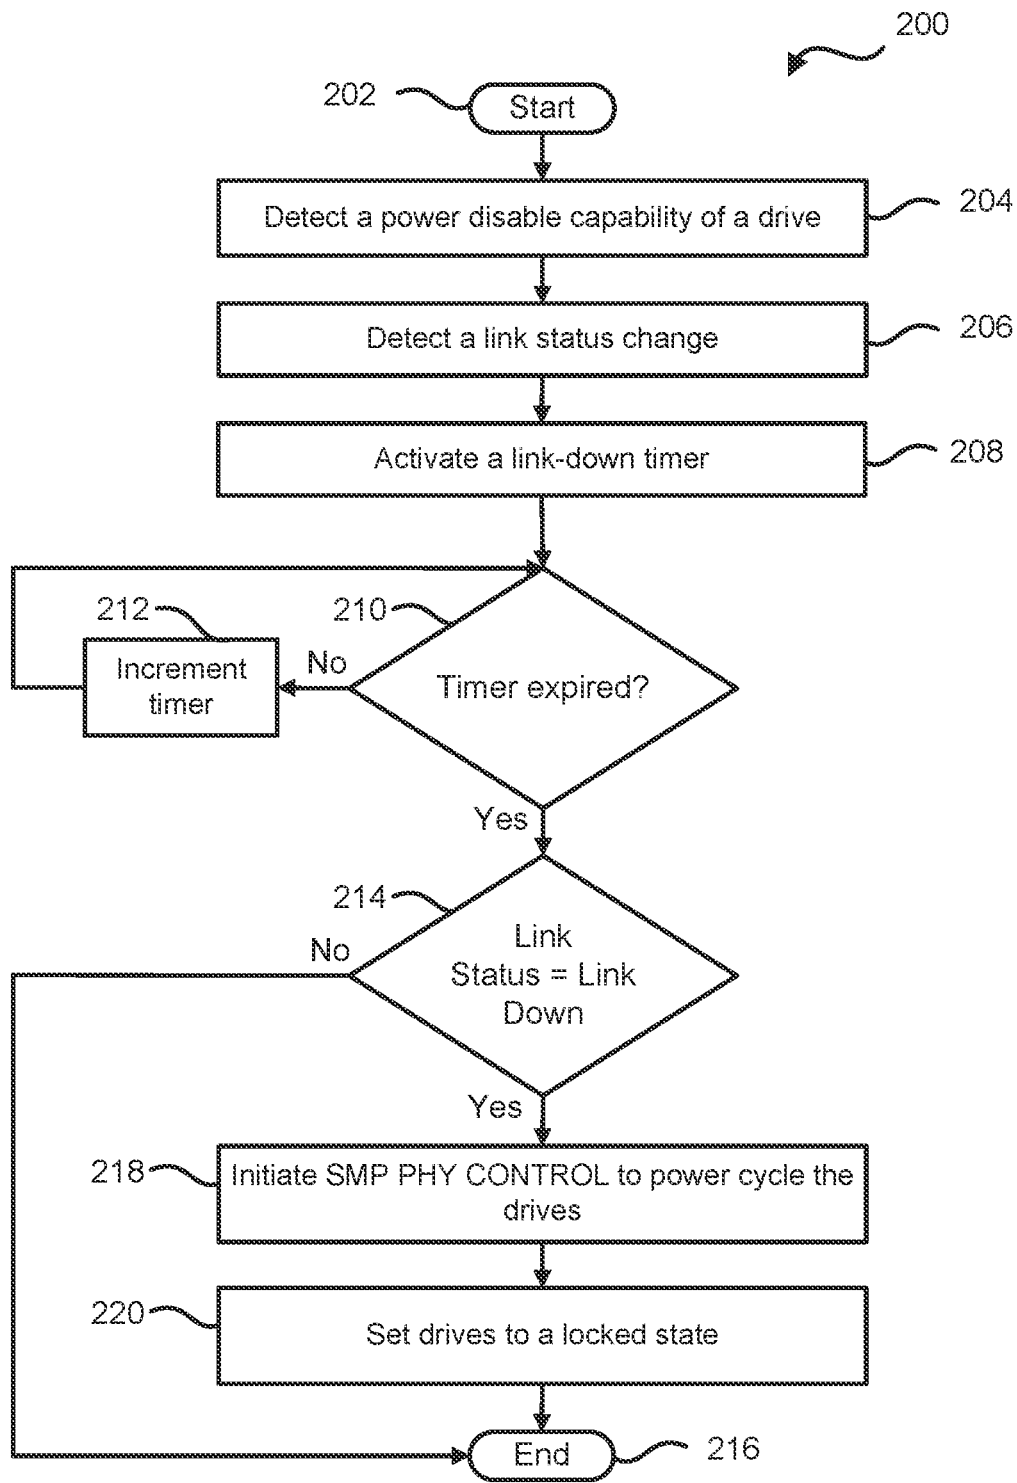 200
202
Start
Detect a power disable capability of a drive
204
Detect a link status change
206
Activate a link-down timer
208
212
210
Increment
timer
No
Timer expired?
Yes
214
No
Link
Status = Link
Down
Yes
218
Initiate SMP PHY CONTROL to power cycle the
drives
220
Set drives to a locked state
End
216